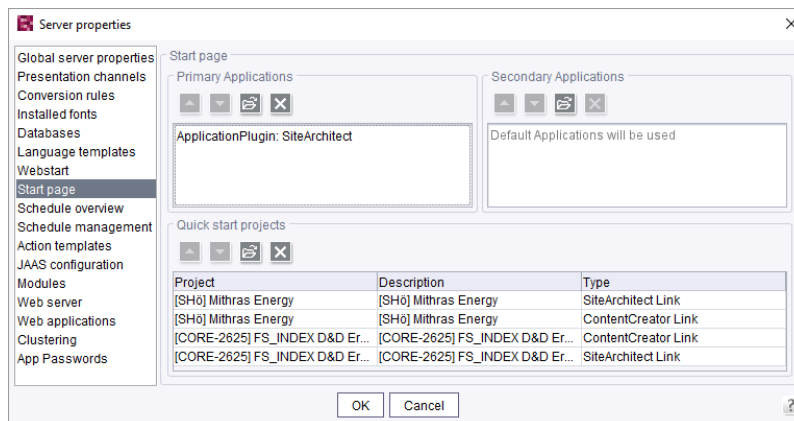 Server properties
Global server properties
Presentation channels
Conversion rules
Installed fonts
Databases
Language templates
Webstart
Start page
Schedule overview
Schedule management
Action templates
JAAS configuration
Modules
Web server
Web applications
Clustering
App Passwords
Start page
Primary Applications
ApplicationPlugin: SiteArchitect
Secondary Applications
Default Applications will be used
Quick start projects
Project Description Type
[SHö] Mithras Energy [SHö] Mithras Energy SiteArchitect Link
[SHö] Mithras Energy [SHö] Mithras Energy ContentCreator Link
[CORE-2625] FS_INDEX D&D Er... [CORE-2625] FS_INDEX D&D Er... ContentCreator Link
[CORE-2625] FS_INDEX D&D Er... [CORE-2625] FS_INDEX D&D Er... SiteArchitect Link
OK Cancel
?